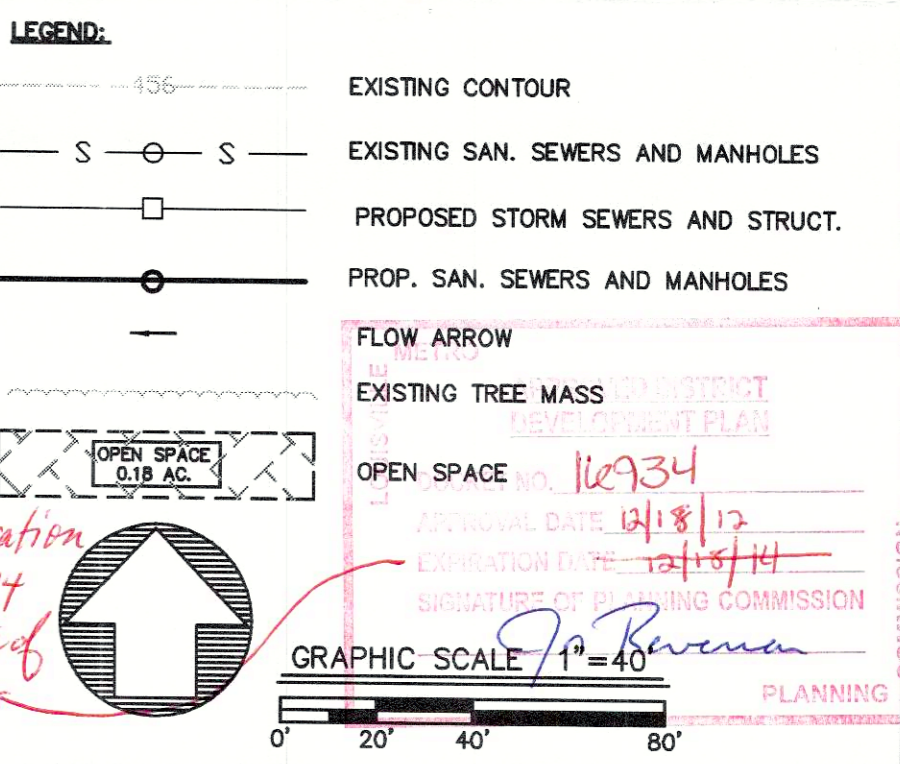 LEGEND:
456
EXISTING CONTOUR
S S
EXISTING SAN. SEWERS AND MANHOLES
PROPOSED STORM SEWERS AND STRUCT.
PROP. SAN. SEWERS AND MANHOLES
FLOW ARROW
METRO
LOUISVILLE
EXISTING TREE MASS
DISTRICT
DEVELOPMENT PLAN
OPEN SPACE
0.18 AC.
OPEN SPACE
DOCKET NO. 16934
APPROVAL DATE 12/18/12
EXPIRATION DATE 12/18/14
SIGNATURE OF PLANNING COMMISSION
of
GRAPHIC SCALE 1"=40'
PLANNING
0' 20' 40' 80'